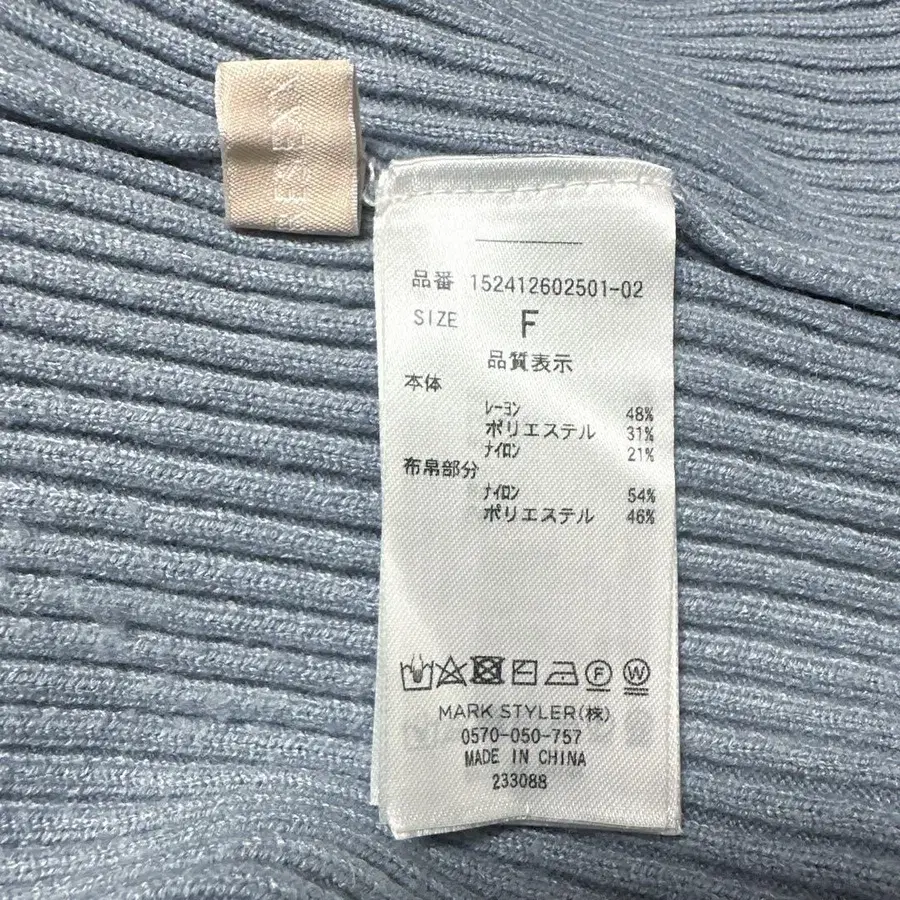 品番 152412602501-02
SIZE F
品質表示
本体
ﾚｰﾖﾝ 48%
ポリエステル 31%
ﾅｲﾛﾝ 21%
布帛部分
ﾅｲﾛﾝ 54%
ポリエステル 46%
F W
MARK STYLER(株)
0570-050-757
MADE IN CHINA
233088